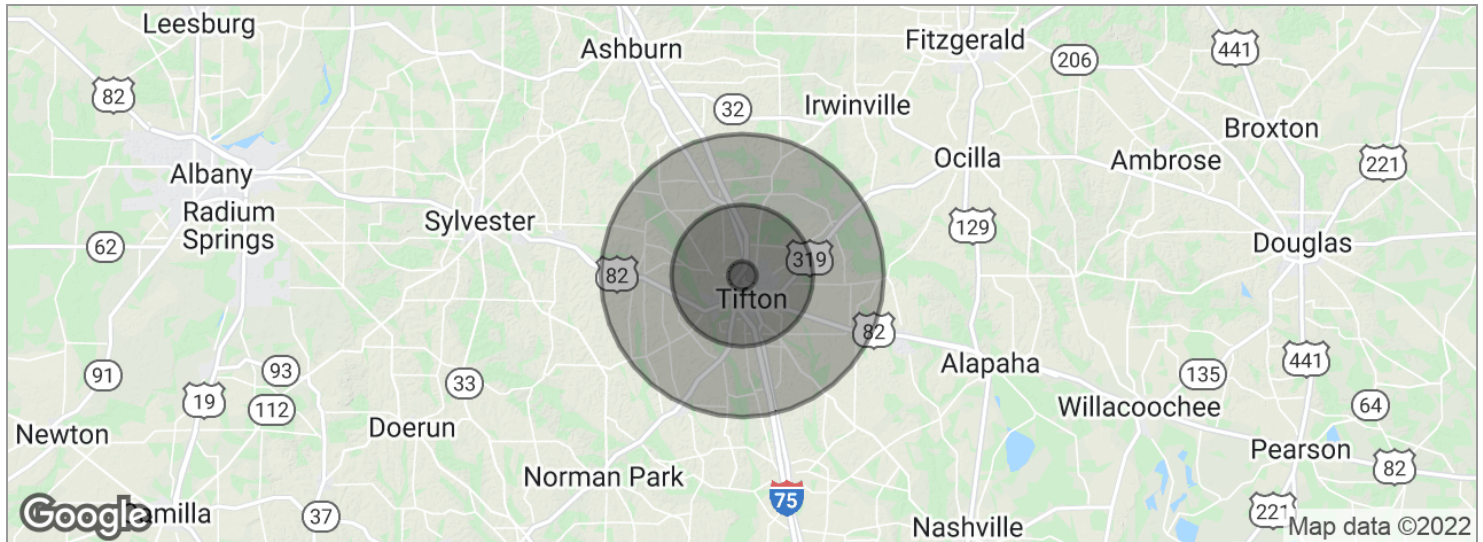 Leesburg
Ashburn
Fitzgerald
441
206
82
32
Irwinville
Broxton
Ocilla
Ambrose
221
Albany
Radium
Springs
Sylvester
129
62
Douglas
319
82
Tifton
135
82
Alapaha
441
91
93
33
19
112
64
Willacoochee
Newton
Doerun
Pearson
82
Norman Park
75
Google
Camilla
37
Nashville
221
Map data ©2022